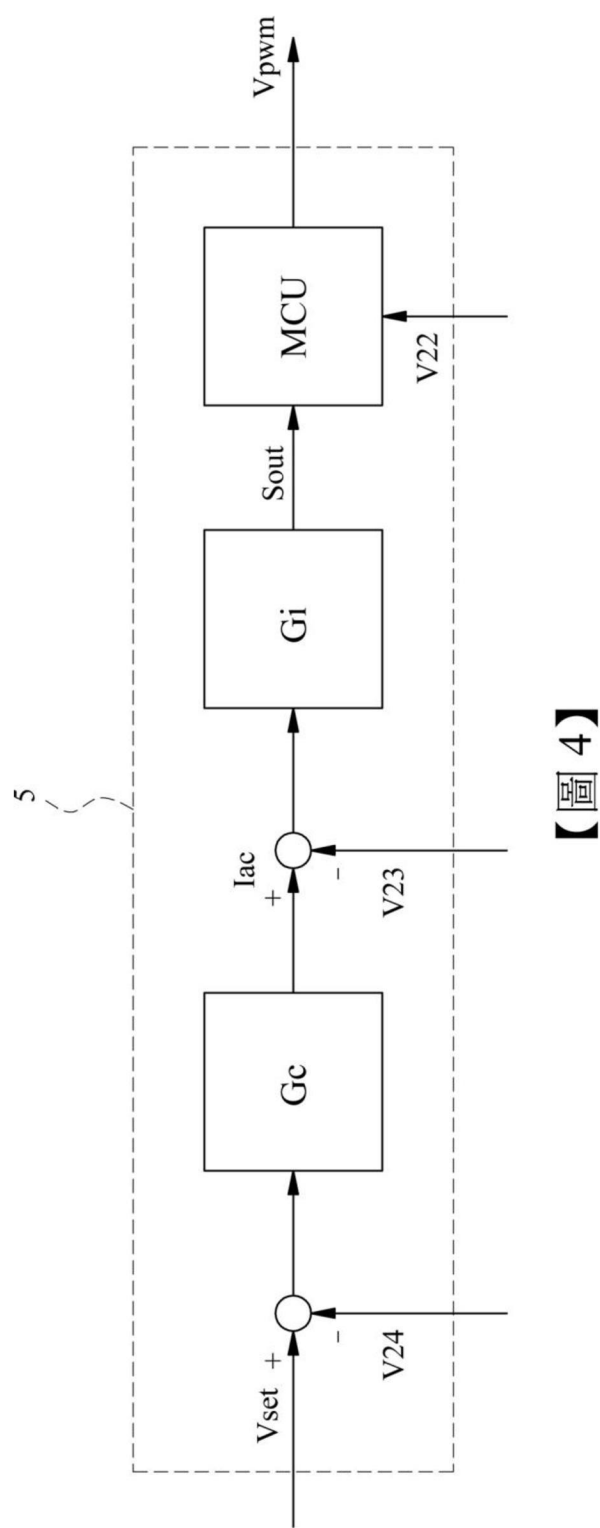 5
Vset
+
-
V24
Gc
Iac
+
-
V23
Gi
Sout
MCU
V22
Vpwm
【圖 4】